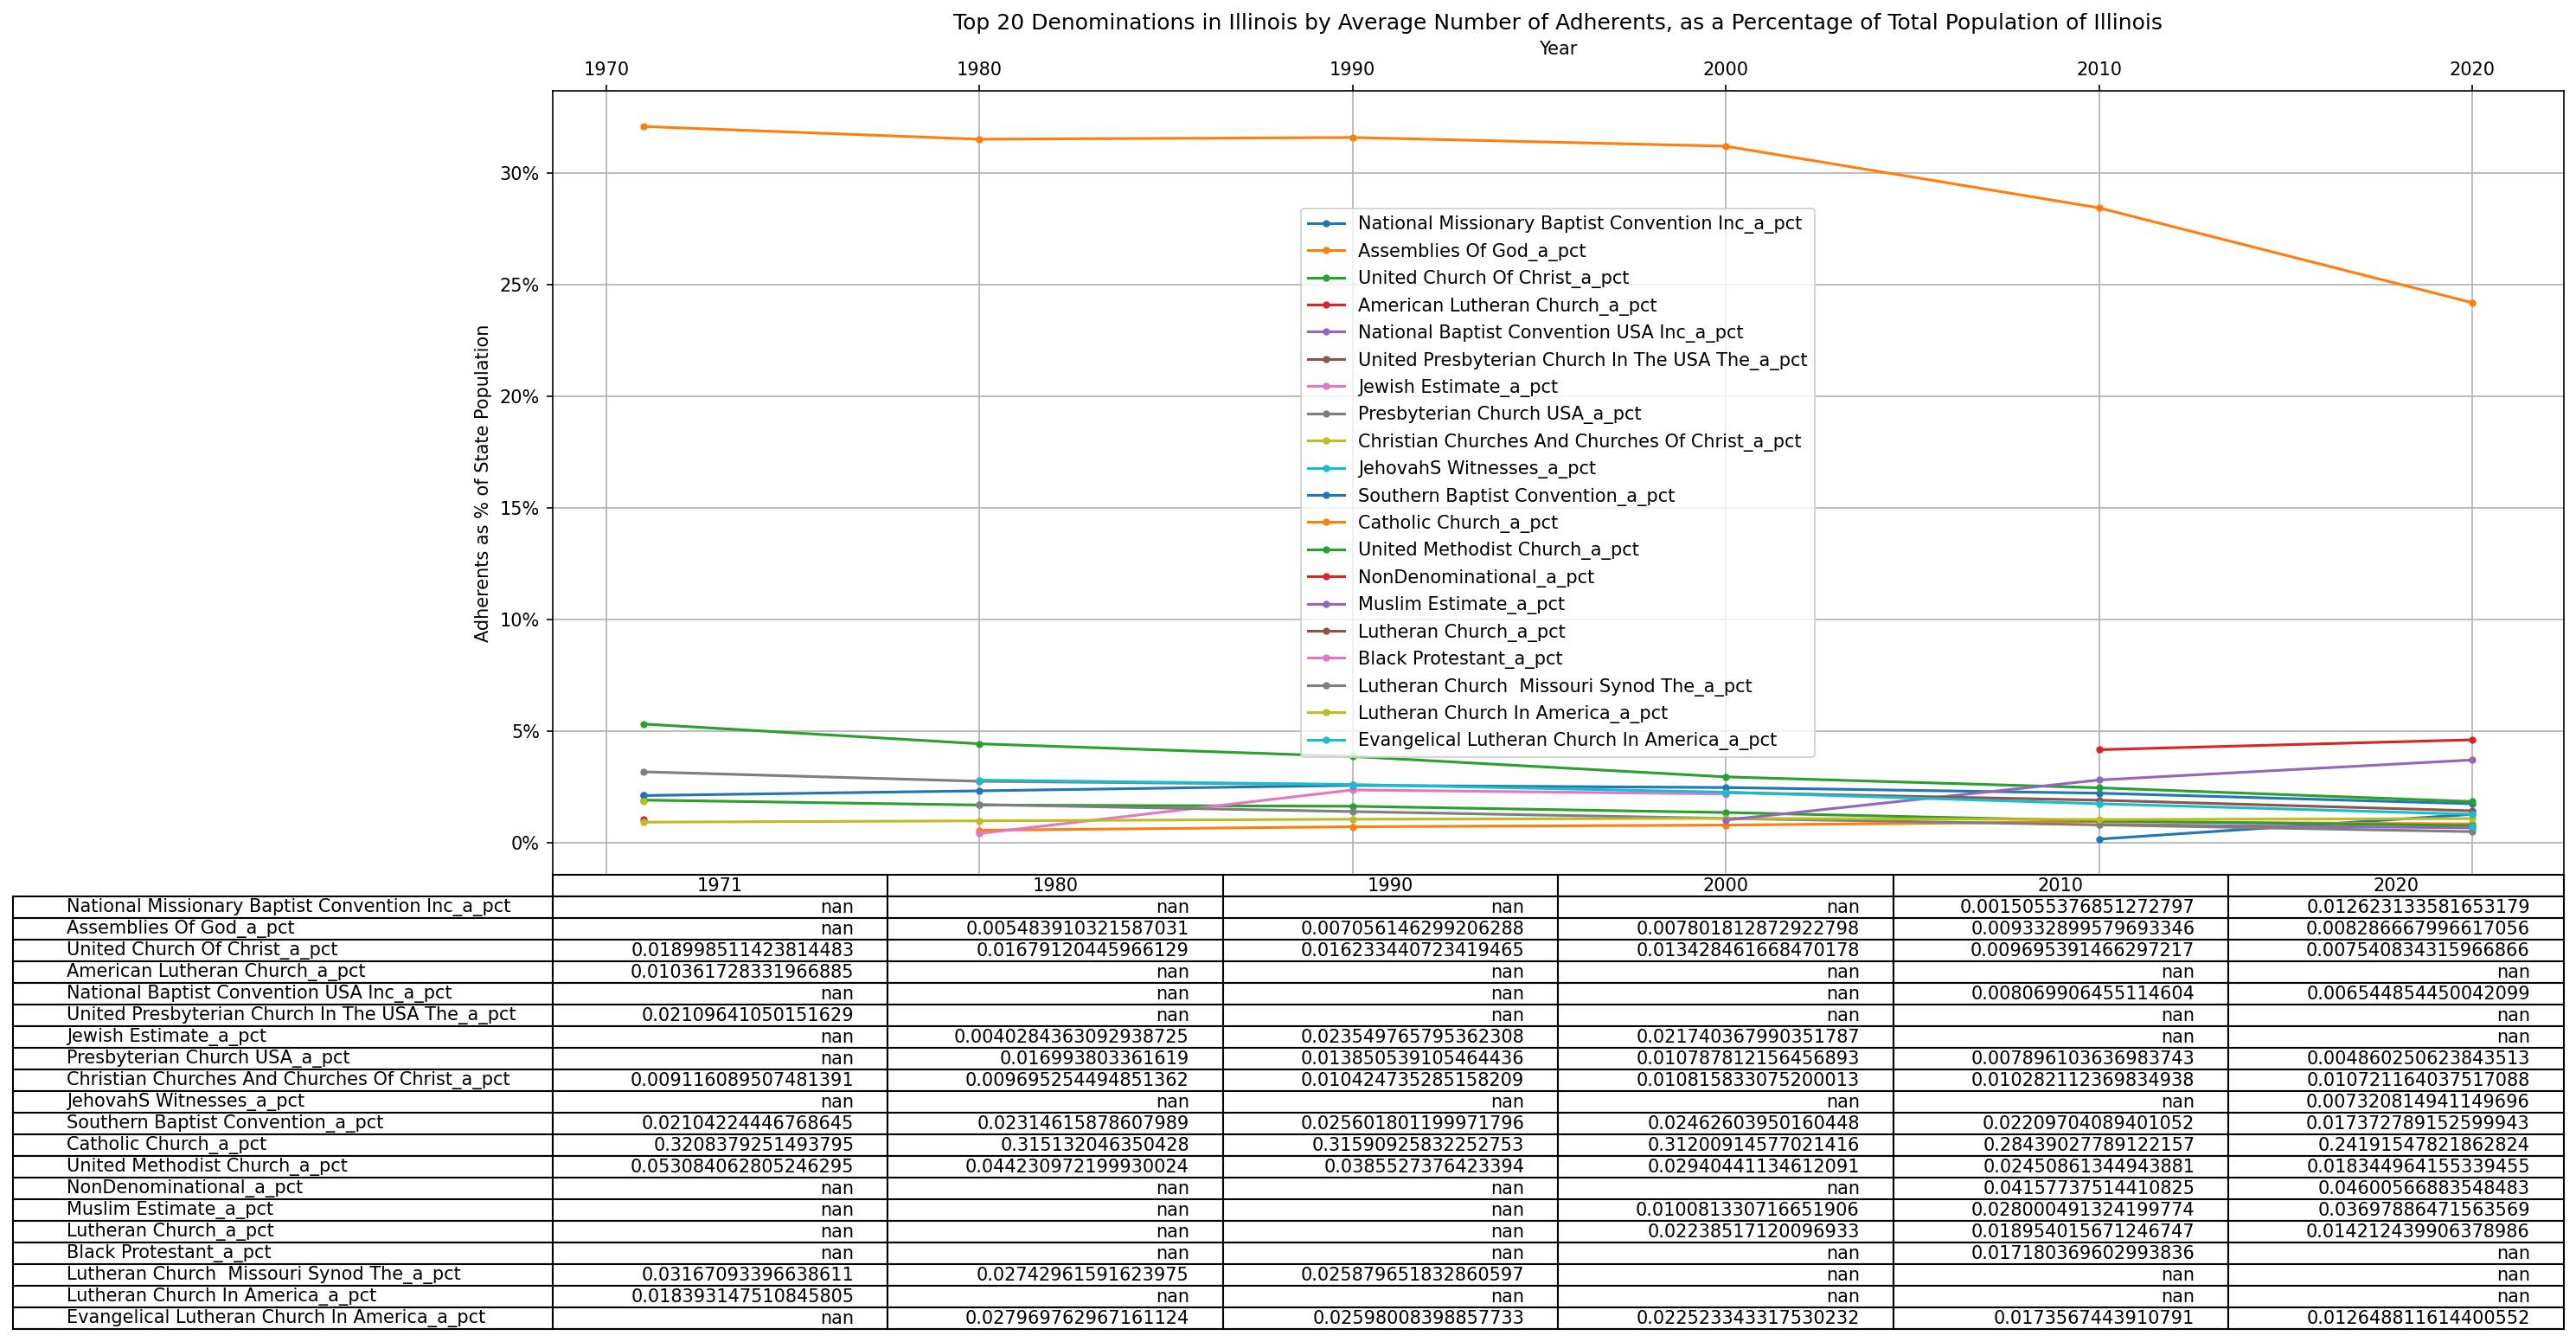 Top 20 Denominations in Illinois by Average Number of Adherents, as a Percentage of Total Population of Illinois
Year
1970 1980 1990 2000 2010 2020
Adherents as % of State Population
30%
25%
20%
15%
10%
5%
0%
National Missionary Baptist Convention Inc_a_pct
Assemblies Of God_a_pct
United Church Of Christ_a_pct
American Lutheran Church_a_pct
National Baptist Convention USA Inc_a_pct
United Presbyterian Church In The USA The_a_pct
Jewish Estimate_a_pct
Presbyterian Church USA_a_pct
Christian Churches And Churches Of Christ_a_pct
JehovahS Witnesses_a_pct
Southern Baptist Convention_a_pct
Catholic Church_a_pct
United Methodist Church_a_pct
NonDenominational_a_pct
Muslim Estimate_a_pct
Lutheran Church_a_pct
Black Protestant_a_pct
Lutheran Church  Missouri Synod The_a_pct
Lutheran Church In America_a_pct
Evangelical Lutheran Church In America_a_pct
1971 1980 1990 2000 2010 2020
National Missionary Baptist Convention Inc_a_pct nan nan nan nan 0.0015055376851272797 0.012623133581653179
Assemblies Of God_a_pct nan 0.005483910321587031 0.007056146299206288 0.007801812872922798 0.009332899579693346 0.008286667996617056
United Church Of Christ_a_pct 0.018998511423814483 0.01679120445966129 0.016233440723419465 0.013428461668470178 0.009695391466297217 0.007540834315966866
American Lutheran Church_a_pct 0.010361728331966885 nan nan nan nan nan
National Baptist Convention USA Inc_a_pct nan nan nan nan 0.008069906455114604 0.006544854450042099
United Presbyterian Church In The USA The_a_pct 0.02109641050151629 nan nan nan nan nan
Jewish Estimate_a_pct nan 0.0040284363092938725 0.023549765795362308 0.021740367990351787 nan nan
Presbyterian Church USA_a_pct nan 0.016993803361619 0.013850539105464436 0.010787812156456893 0.007896103636983743 0.004860250623843513
Christian Churches And Churches Of Christ_a_pct 0.009116089507481391 0.009695254494851362 0.010424735285158209 0.010815833075200013 0.010282112369834938 0.010721164037517088
JehovahS Witnesses_a_pct nan nan nan nan nan 0.007320814941149696
Southern Baptist Convention_a_pct 0.02104224446768645 0.02314615878607989 0.025601801199971796 0.02462603950160448 0.02209704089401052 0.017372789152599943
Catholic Church_a_pct 0.3208379251493795 0.315132046350428 0.31590925832252753 0.31200914577021416 0.28439027789122157 0.24191547821862824
United Methodist Church_a_pct 0.053084062805246295 0.044230972199930024 0.0385527376423394 0.02940441134612091 0.02450861344943881 0.018344964155339455
NonDenominational_a_pct nan nan nan nan 0.04157737514410825 0.04600566883548483
Muslim Estimate_a_pct nan nan nan 0.010081330716651906 0.028000491324199774 0.03697886471563569
Lutheran Church_a_pct nan nan nan 0.02238517120096933 0.018954015671246747 0.014212439906378986
Black Protestant_a_pct nan nan nan nan 0.017180369602993836 nan
Lutheran Church  Missouri Synod The_a_pct 0.03167093396638611 0.02742961591623975 0.025879651832860597 nan nan nan
Lutheran Church In America_a_pct 0.018393147510845805 nan nan nan nan nan
Evangelical Lutheran Church In America_a_pct nan 0.027969762967161124 0.02598008398857733 0.022523343317530232 0.01735674443910791 0.012648811614400552